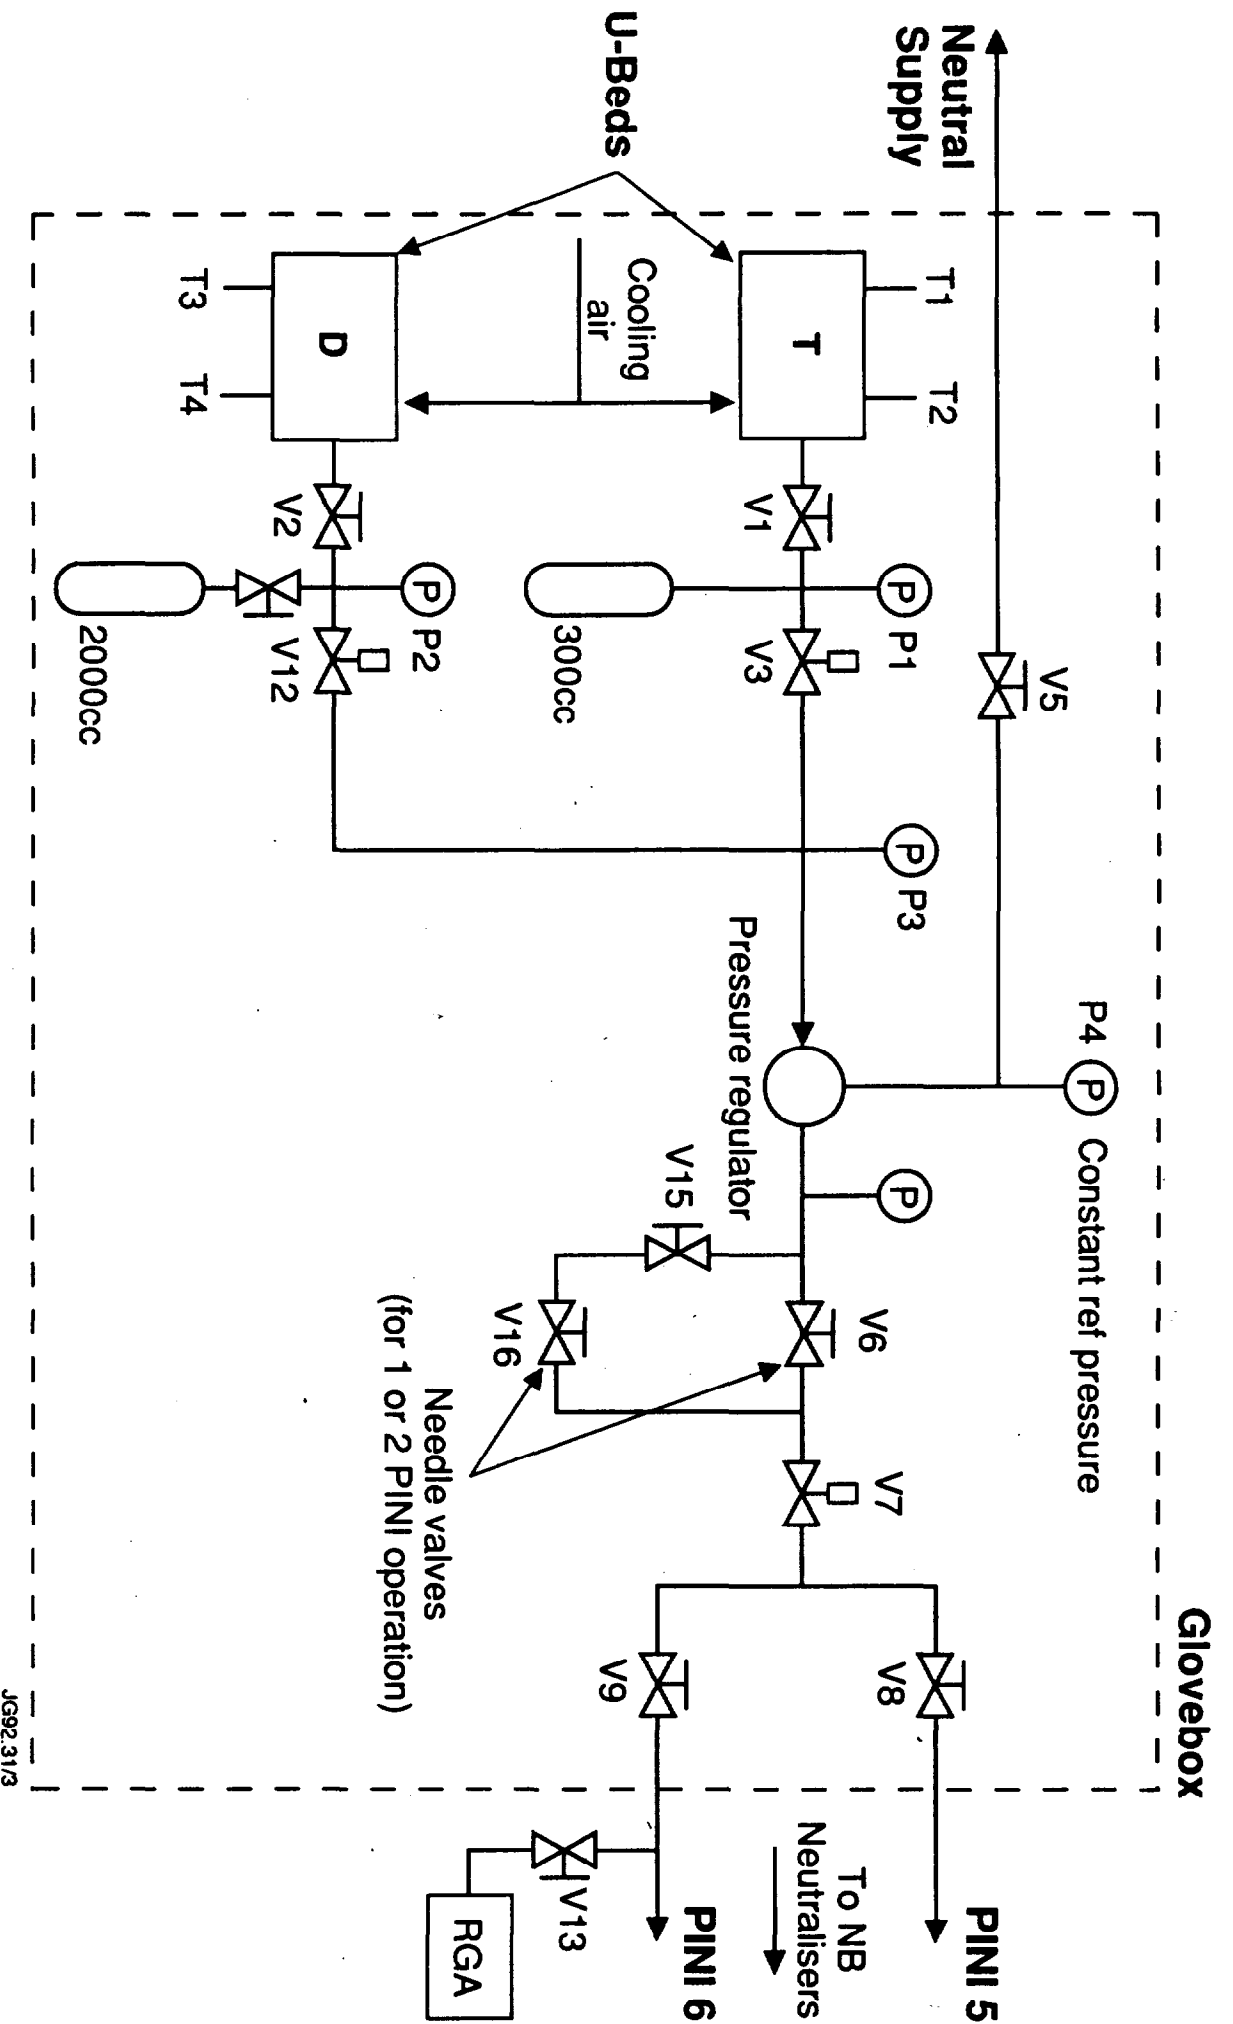 Glovebox
Neutral
Supply
U-Beds
T1
T2
T
Cooling
air
D
T3
T4
V5
V1
P
P1
V3
300cc
V2
P
P2
V12
2000cc
P
P3
Pressure regulator
P4
P
Constant ref pressure
P
V15
V6
V16
Needle valves
(for 1 or 2 PINI operation)
V7
V8
V9
PINI 5
To NB
Neutralisers
PINI 6
V13
RGA
JG92.31/3